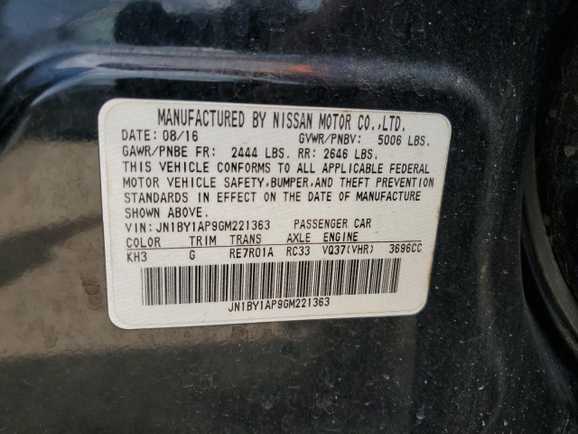 MANUFACTURED BY NISSAN MOTOR CO.,LTD.
DATE: 08/16 GVWR/PNBV: 5006 LBS.
GAWR/PNBE FR: 2444 LBS. RR: 2646 LBS.
THIS VEHICLE CONFORMS TO ALL APPLICABLE FEDERAL
MOTOR VEHICLE SAFETY,BUMPER,AND THEFT PREVENTION
STANDARDS IN EFFECT ON THE DATE OF MANUFACTURE
SHOWN ABOVE.
VIN: JN1BY1AP9GM221363 PASSENGER CAR
COLOR TRIM TRANS AXLE ENGINE
KH3 G RE7R01A RC33 VQ37(VHR) 3696CC
JN1BY1AP9GM221363